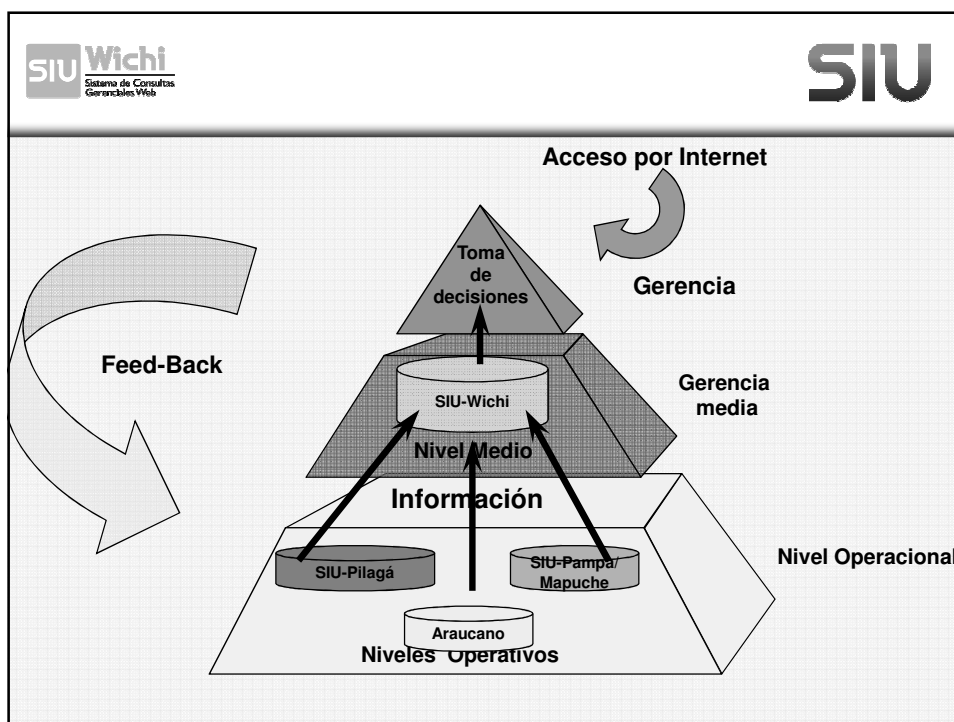 SIU Wichi
Sistema de Consultas
Gerenciales Web
SIU
Acceso por Internet
Toma
de
decisiones
Gerencia
Feed-Back
Gerencia
media
SIU-Wichi
Nivel Medio
Información
Nivel Operacional
SIU-Pilagá
SIU-Pampa/
Mapuche
Araucano
Niveles Operativos